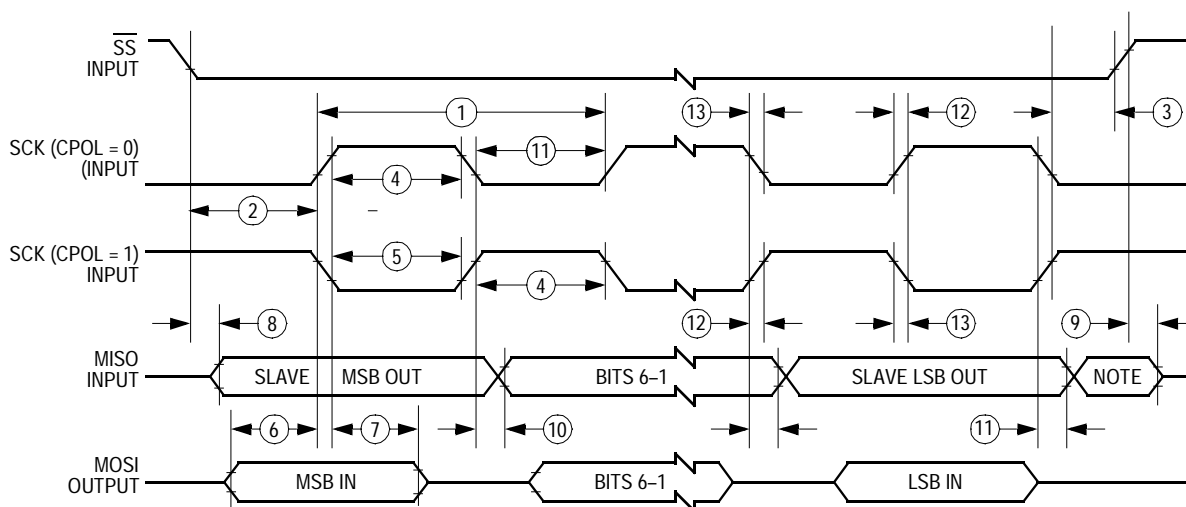 SS
INPUT
1
13
12
3
SCK (CPOL = 0)
(INPUT
11
4
2
–
SCK (CPOL = 1)
INPUT
5
4
8
12
13
9
MISO
INPUT
SLAVE MSB OUT
BITS 6–1
SLAVE LSB OUT
NOTE
6
7
10
11
MOSI
OUTPUT
MSB IN
BITS 6–1
LSB IN